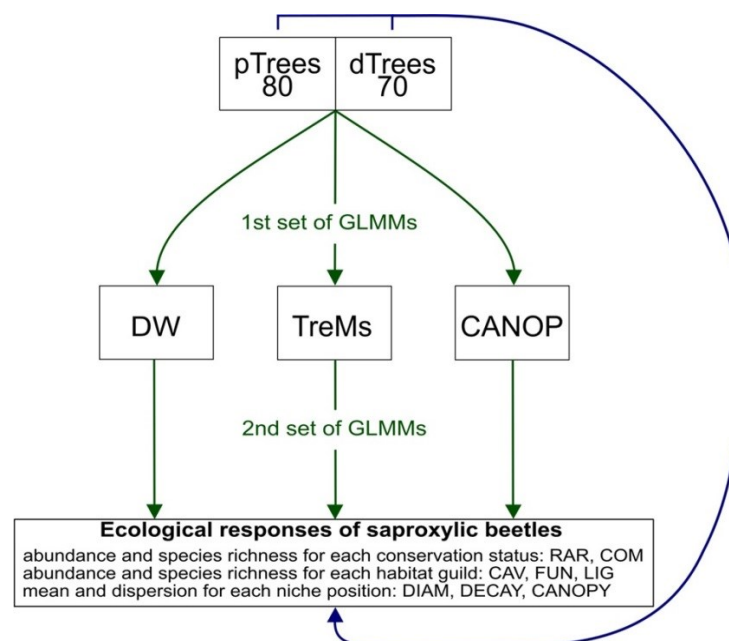 pTrees dTrees
80 70
1st set of GLMMs
DW TreMs CANOP
2nd set of GLMMs
Ecological responses of saproxylic beetles
abundance and species richness for each conservation status: RAR, COM
abundance and species richness for each habitat guild: CAV, FUN, LIG
mean and dispersion for each niche position: DIAM, DECAY, CANOPY